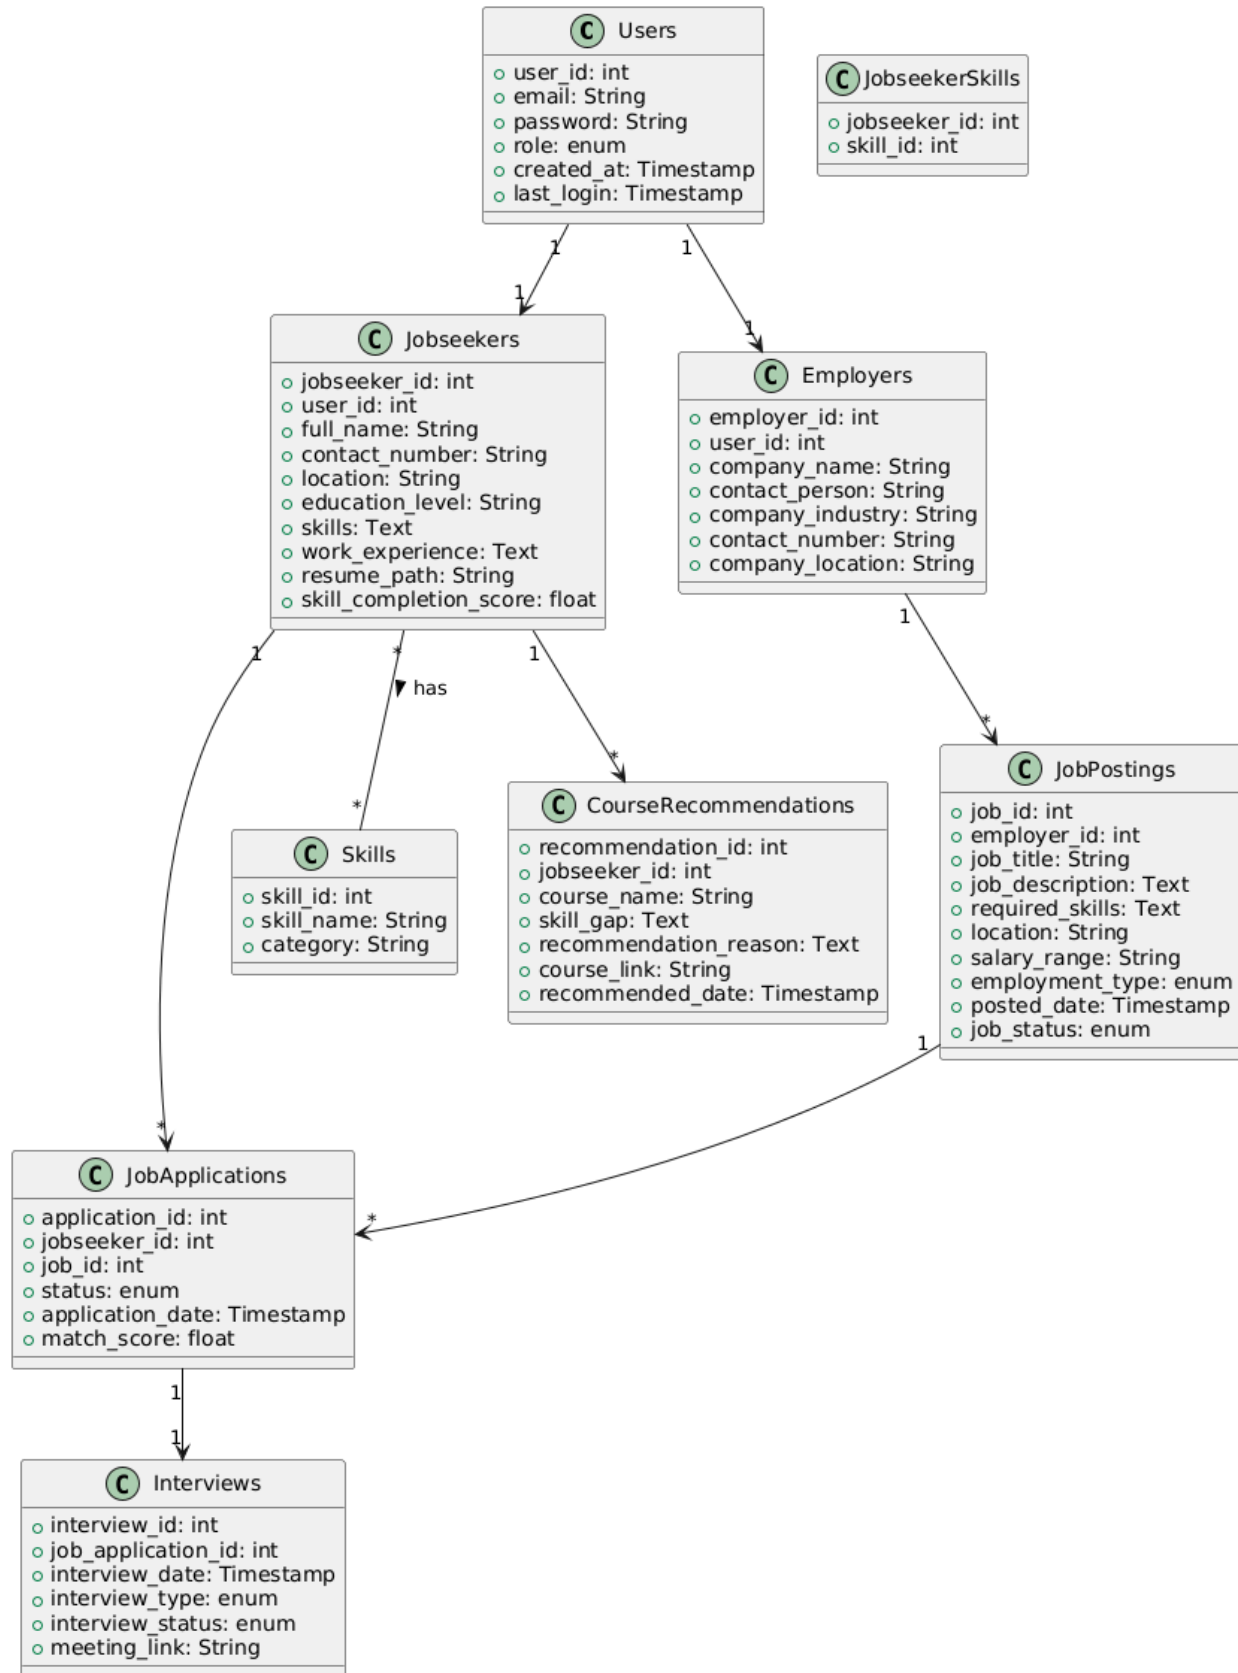 C Users
user_id: int
email: String
password: String
role: enum
created_at: Timestamp
last_login: Timestamp
C JobseekerSkills
jobseeker_id: int
skill_id: int
1
1
1
1
C Jobseekers
jobseeker_id: int
user_id: int
full_name: String
contact_number: String
location: String
education_level: String
skills: Text
work_experience: Text
resume_path: String
skill_completion_score: float
C Employers
employer_id: int
user_id: int
company_name: String
contact_person: String
company_industry: String
contact_number: String
company_location: String
1
*
has
*
1
*
1
*
C Skills
skill_id: int
skill_name: String
category: String
C CourseRecommendations
recommendation_id: int
jobseeker_id: int
course_name: String
skill_gap: Text
recommendation_reason: Text
course_link: String
recommended_date: Timestamp
C JobPostings
job_id: int
employer_id: int
job_title: String
job_description: Text
required_skills: Text
location: String
salary_range: String
employment_type: enum
posted_date: Timestamp
job_status: enum
1
*
*
C JobApplications
application_id: int
jobseeker_id: int
job_id: int
status: enum
application_date: Timestamp
match_score: float
1
1
C Interviews
interview_id: int
job_application_id: int
interview_date: Timestamp
interview_type: enum
interview_status: enum
meeting_link: String